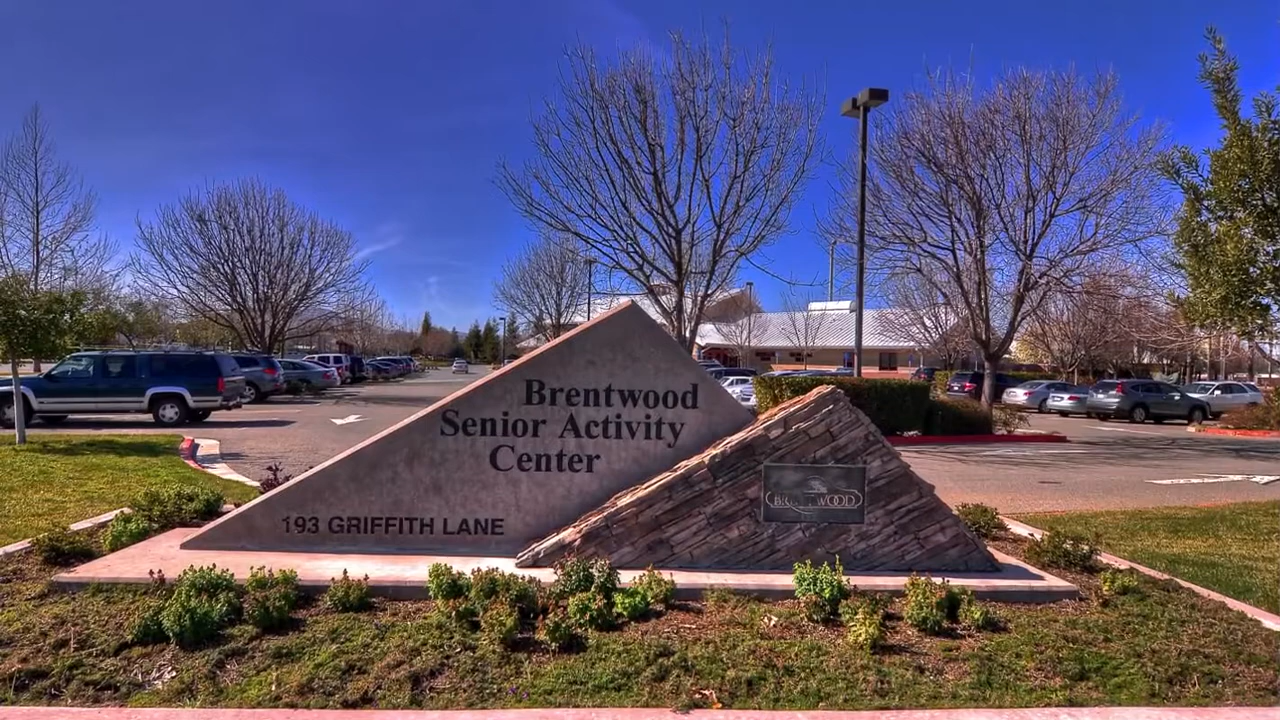 Brentwood
Senior Activity
Center
193 GRIFFITH LANE
BRENTWOOD